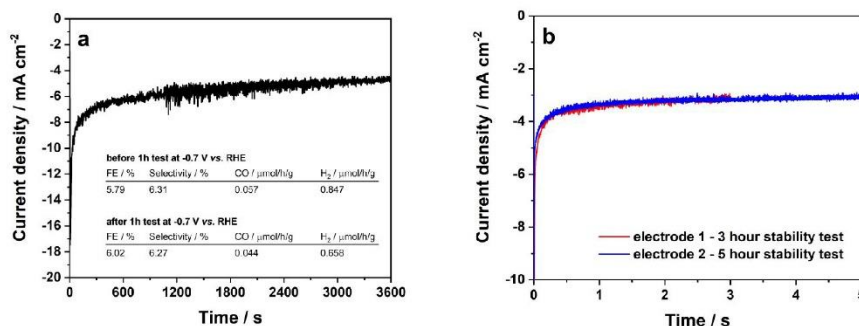 a
Current density / mA cm⁻²
0
-2
-4
-6
-8
-10
-12
-14
-16
-18
-20
before 1h test at -0.7 V vs. RHE
FE / % Selectivity / % CO / µmol/h/g H₂ / µmol/h/g
5.79 6.31 0.057 0.847
after 1h test at -0.7 V vs. RHE
FE / % Selectivity / % CO / µmol/h/g H₂ / µmol/h/g
6.02 6.27 0.044 0.658
0 600 1200 1800 2400 3000 3600
Time / s
b
Current density / mA cm⁻²
0
-2
-4
-6
-8
-10
electrode 1 - 3 hour stability test
electrode 2 - 5 hour stability test
0 1 2 3 4 5
Time / s